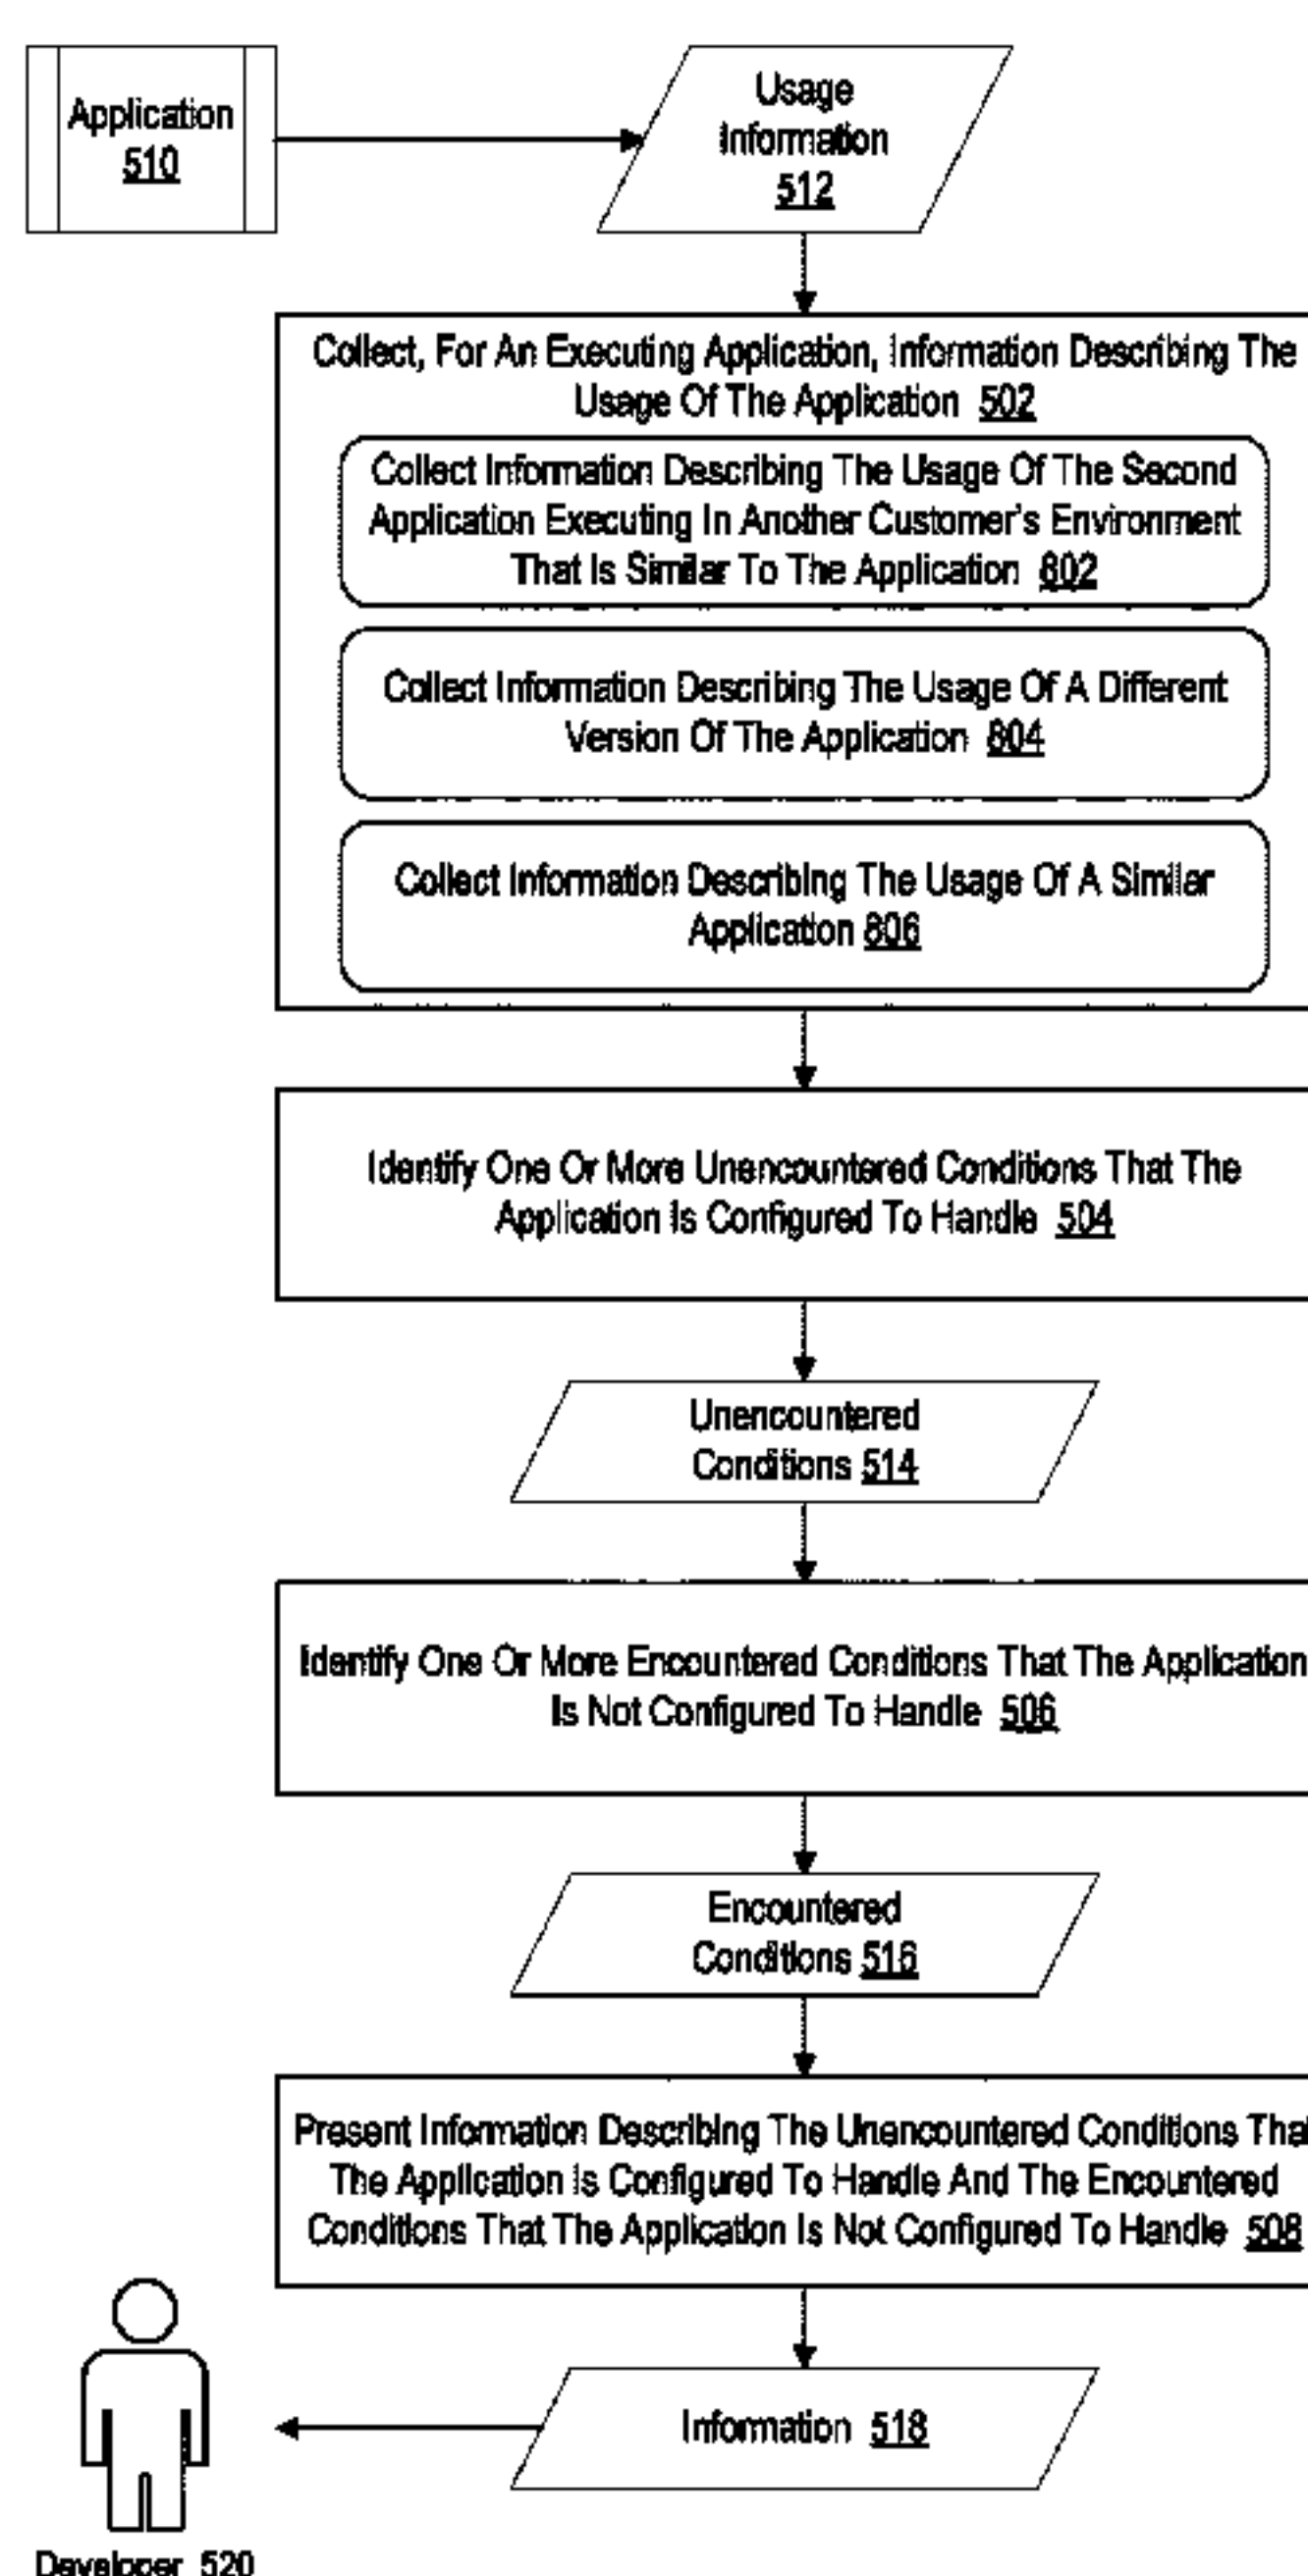 Application
510
Usage
Information
512
Collect, For An Executing Application, Information Describing The
Usage Of The Application 502
Collect Information Describing The Usage Of The Second
Application Executing In Another Customer's Environment
That Is Similar To The Application 802
Collect Information Describing The Usage Of A Different
Version Of The Application 804
Collect Information Describing The Usage Of A Similar
Application 806
Identify One Or More Unencountered Conditions That The
Application Is Configured To Handle 504
Unencountered
Conditions 514
Identify One Or More Encountered Conditions That The Application
Is Not Configured To Handle 506
Encountered
Conditions 516
Present Information Describing The Unencountered Conditions That
The Application Is Configured To Handle And The Encountered
Conditions That The Application Is Not Configured To Handle 508
Information 518
Developer 520